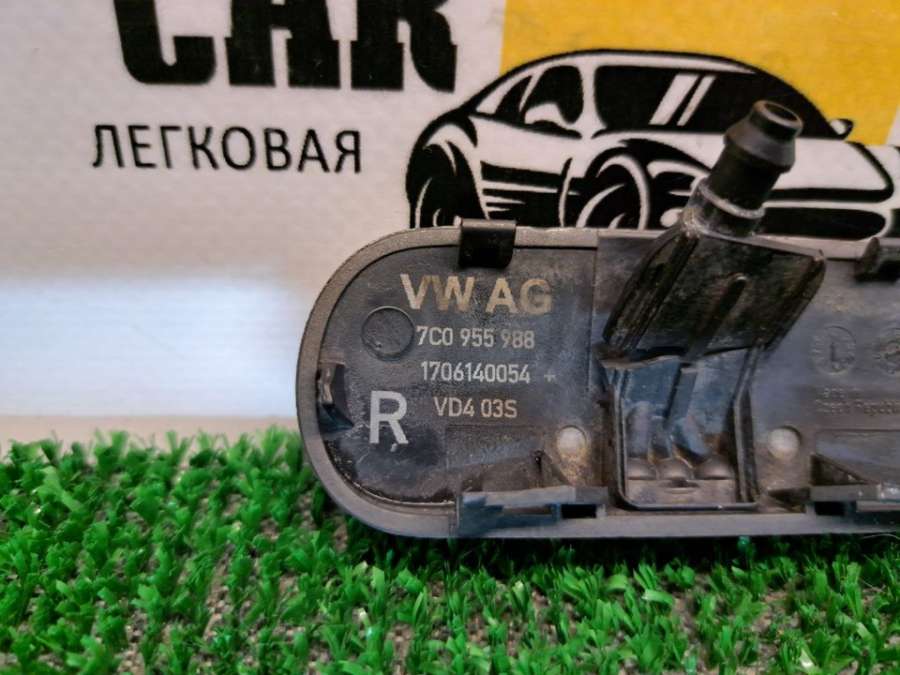 CAR
ЛЕГКОВАЯ
VW AG
7C0 955 988
1706140054 +
R
VD4 03S